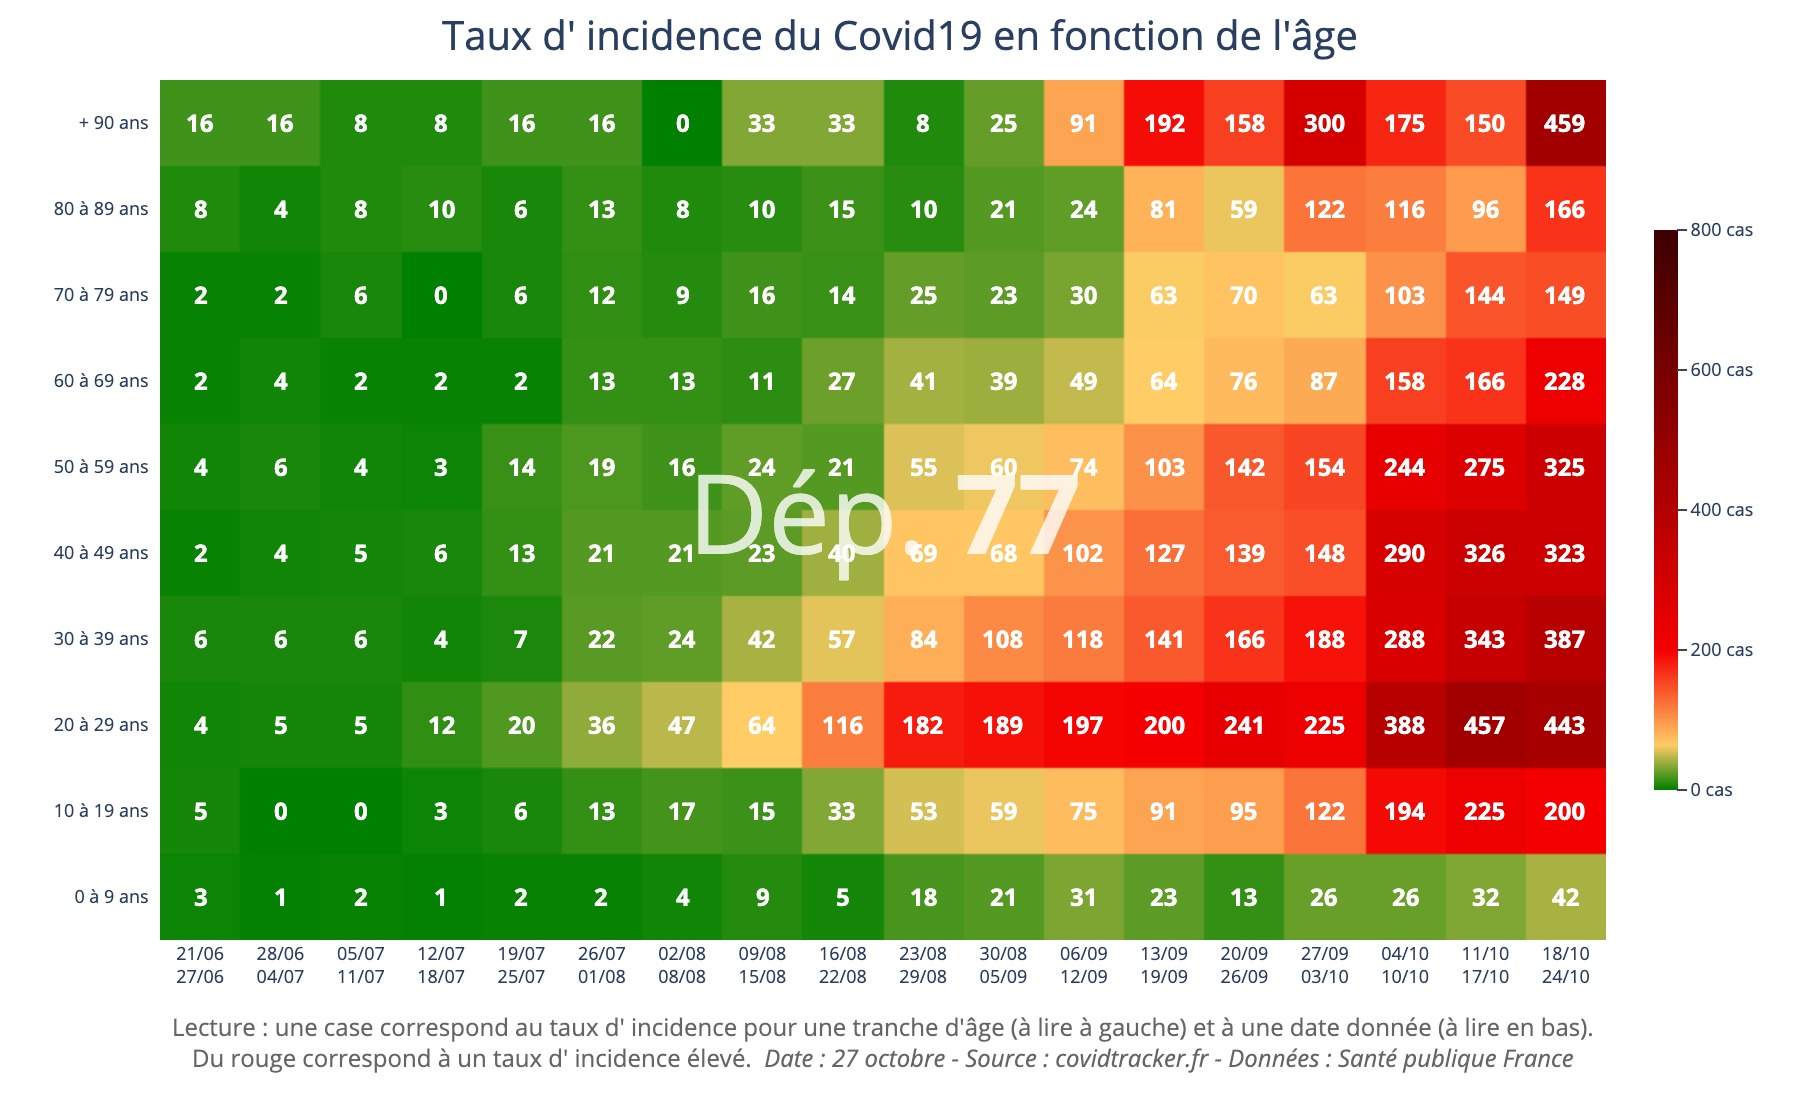 Taux d' incidence du Covid19 en fonction de l'âge
+ 90 ans 16 16 8 8 16 16 0 33 33 8 25 91 192 158 300 175 150 459
80 à 89 ans 8 4 8 10 6 13 8 10 15 10 21 24 81 59 122 116 96 166
70 à 79 ans 2 2 6 0 6 12 9 16 14 25 23 30 63 70 63 103 144 149
60 à 69 ans 2 4 2 2 2 13 13 11 27 41 39 49 64 76 87 158 166 228
50 à 59 ans 4 6 4 3 14 19 16 24 21 55 60 74 103 142 154 244 275 325
Dép. 77
40 à 49 ans 2 4 5 6 13 21 21 23 40 69 68 102 127 139 148 290 326 323
30 à 39 ans 6 6 6 4 7 22 24 42 57 84 108 118 141 166 188 288 343 387
20 à 29 ans 4 5 5 12 20 36 47 64 116 182 189 197 200 241 225 388 457 443
10 à 19 ans 5 0 0 3 6 13 17 15 33 53 59 75 91 95 122 194 225 200
0 à 9 ans 3 1 2 1 2 2 4 9 5 18 21 31 23 13 26 26 32 42
21/06 28/06 05/07 12/07 19/07 26/07 02/08 09/08 16/08 23/08 30/08 06/09 13/09 20/09 27/09 04/10 11/10 18/10
27/06 04/07 11/07 18/07 25/07 01/08 08/08 15/08 22/08 29/08 05/09 12/09 19/09 26/09 03/10 10/10 17/10 24/10
800 cas
600 cas
400 cas
200 cas
0 cas
Lecture : une case correspond au taux d' incidence pour une tranche d'âge (à lire à gauche) et à une date donnée (à lire en bas).
Du rouge correspond à un taux d' incidence élevé. Date : 27 octobre - Source : covidtracker.fr - Données : Santé publique France